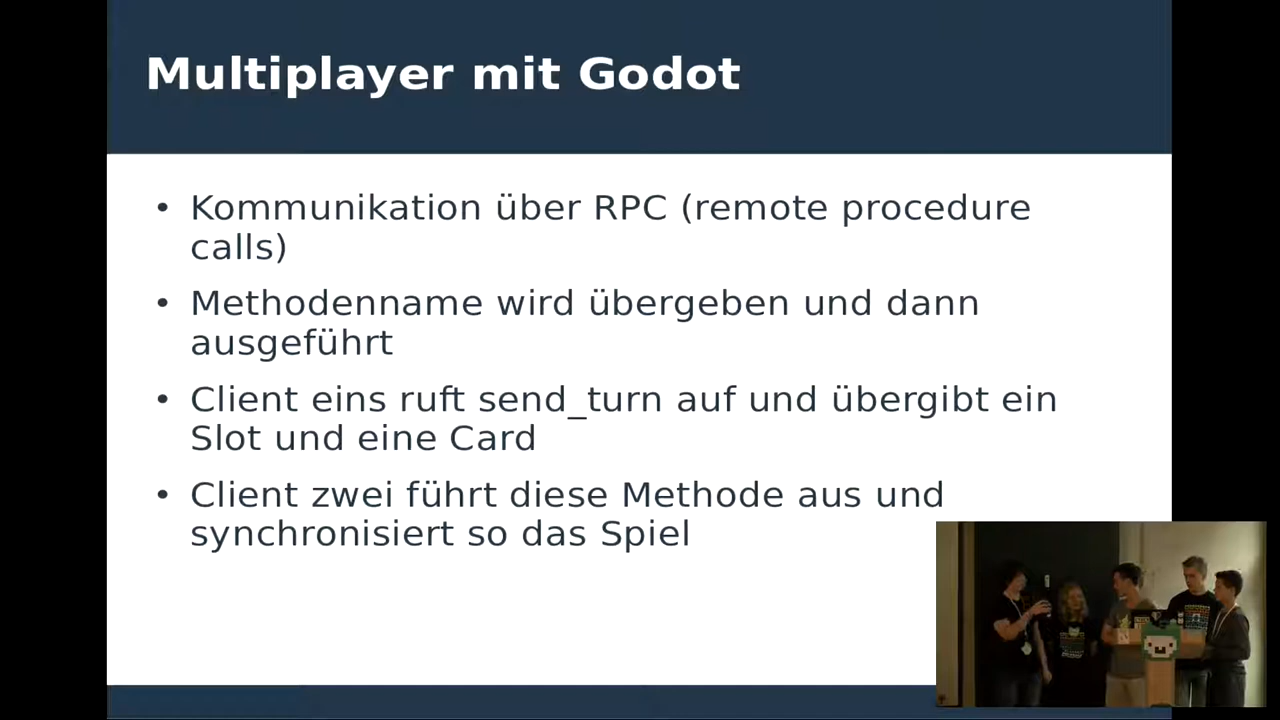 Multiplayer mit Godot
• Kommunikation über RPC (remote procedure
calls)
• Methodenname wird übergeben und dann
ausgeführt
• Client eins ruft send_turn auf und übergibt ein
Slot und eine Card
• Client zwei führt diese Methode aus und
synchronisiert so das Spiel